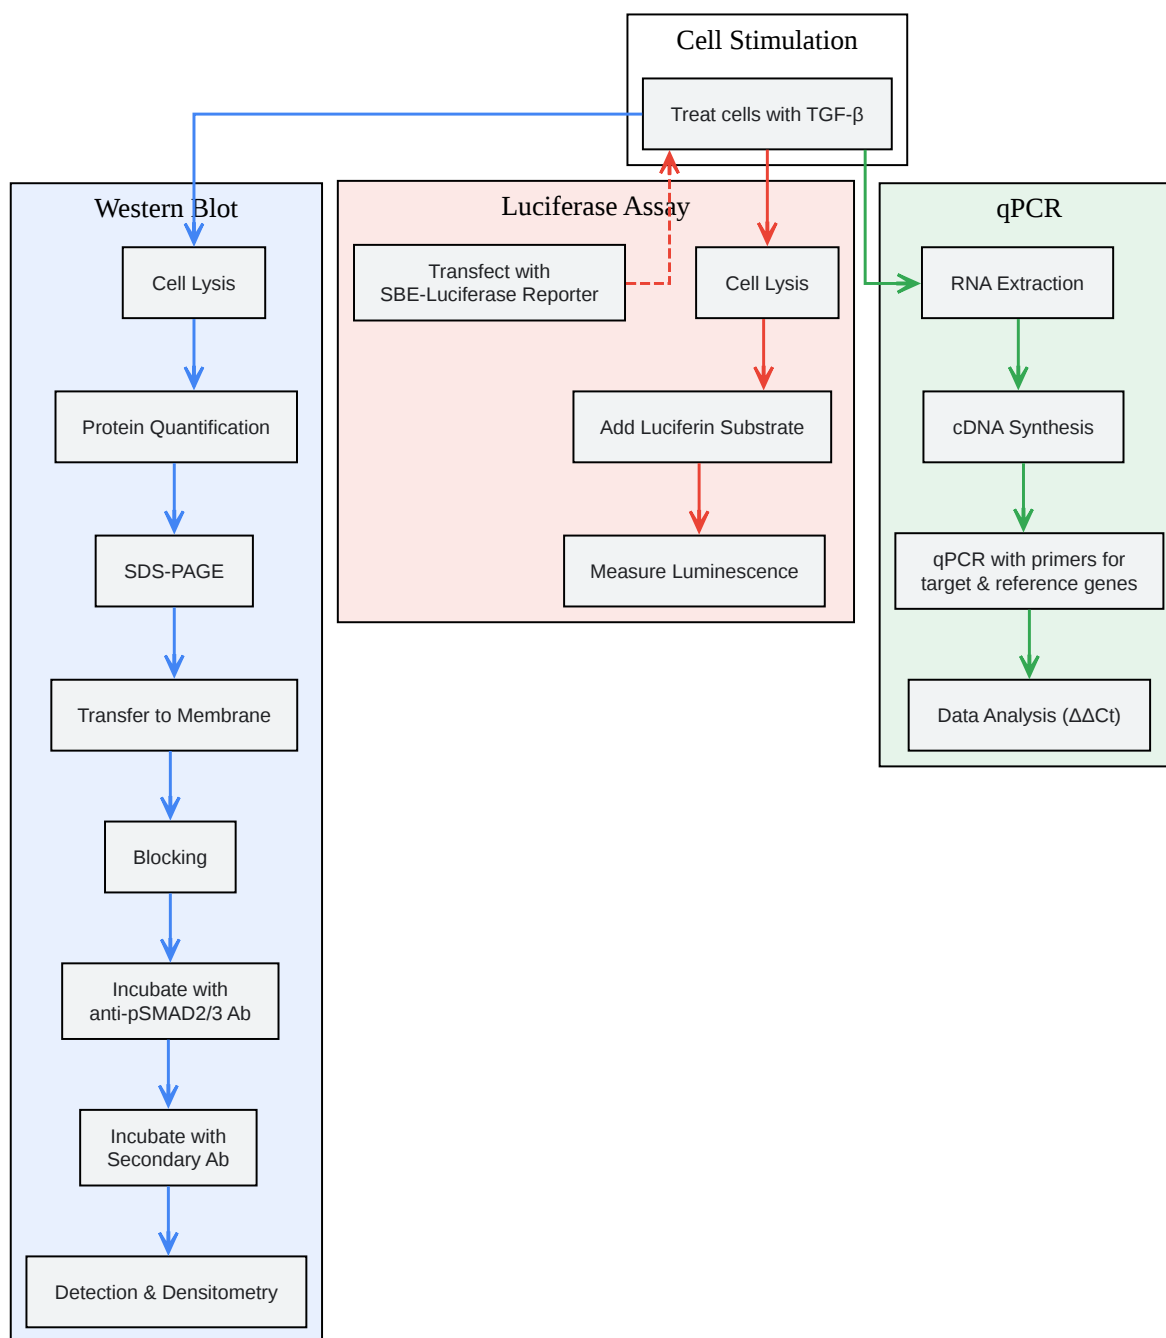 Cell Stimulation
Treat cells with TGF-β
Western Blot
Cell Lysis
Protein Quantification
SDS-PAGE
Transfer to Membrane
Blocking
Incubate with
anti-pSMAD2/3 Ab
Incubate with
Secondary Ab
Detection & Densitometry
Luciferase Assay
Transfect with
SBE-Luciferase Reporter
Cell Lysis
Add Luciferin Substrate
Measure Luminescence
qPCR
RNA Extraction
cDNA Synthesis
qPCR with primers for
target & reference genes
Data Analysis (ΔΔCt)